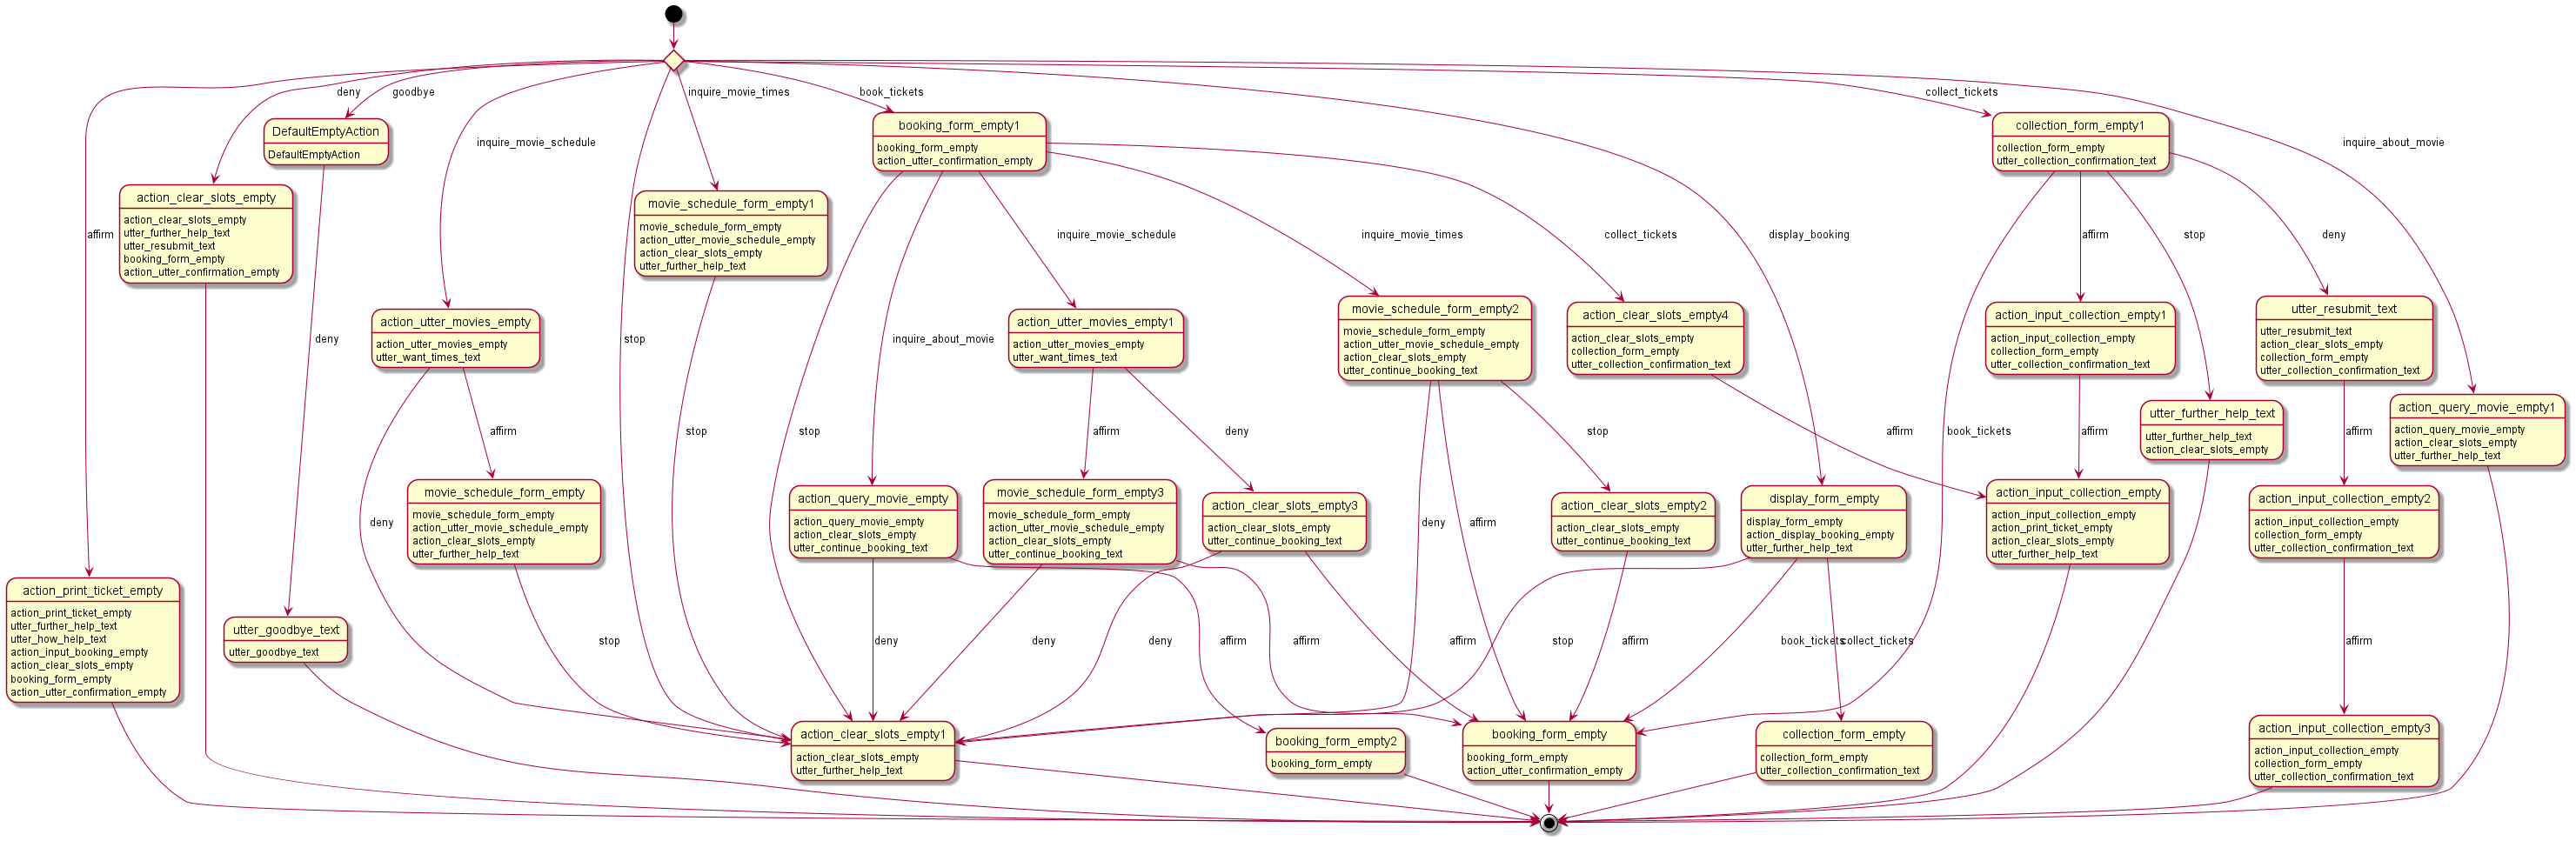 affirm
deny
goodbye
inquire_movie_schedule
stop
inquire_movie_times
book_tickets
display_booking
collect_tickets
inquire_about_movie
DefaultEmptyAction
DefaultEmptyAction
booking_form_empty1
booking_form_empty
action_utter_confirmation_empty
collection_form_empty1
collection_form_empty
utter_collection_confirmation_text
action_clear_slots_empty
action_clear_slots_empty
utter_further_help_text
utter_resubmit_text
booking_form_empty
action_utter_confirmation_empty
movie_schedule_form_empty1
movie_schedule_form_empty
action_utter_movie_schedule_empty
action_clear_slots_empty
utter_further_help_text
deny
stop
inquire_about_movie
inquire_movie_schedule
inquire_movie_times
collect_tickets
book_tickets
affirm
stop
deny
action_utter_movies_empty
action_utter_movies_empty
utter_want_times_text
action_utter_movies_empty1
action_utter_movies_empty
utter_want_times_text
movie_schedule_form_empty2
movie_schedule_form_empty
action_utter_movie_schedule_empty
action_clear_slots_empty
utter_continue_booking_text
action_clear_slots_empty4
action_clear_slots_empty
collection_form_empty
utter_collection_confirmation_text
action_input_collection_empty1
action_input_collection_empty
collection_form_empty
utter_collection_confirmation_text
utter_resubmit_text
utter_resubmit_text
action_clear_slots_empty
collection_form_empty
utter_collection_confirmation_text
utter_further_help_text
utter_further_help_text
action_clear_slots_empty
action_query_movie_empty1
action_query_movie_empty
action_clear_slots_empty
utter_further_help_text
deny
affirm
stop
affirm
deny
deny
affirm
stop
affirm
affirm
affirm
movie_schedule_form_empty
movie_schedule_form_empty
action_utter_movie_schedule_empty
action_clear_slots_empty
utter_further_help_text
action_query_movie_empty
action_query_movie_empty
action_clear_slots_empty
utter_continue_booking_text
movie_schedule_form_empty3
movie_schedule_form_empty
action_utter_movie_schedule_empty
action_clear_slots_empty
utter_continue_booking_text
action_clear_slots_empty3
action_clear_slots_empty
utter_continue_booking_text
action_clear_slots_empty2
action_clear_slots_empty
utter_continue_booking_text
display_form_empty
display_form_empty
action_display_booking_empty
utter_further_help_text
action_input_collection_empty
action_input_collection_empty
action_print_ticket_empty
action_clear_slots_empty
utter_further_help_text
action_input_collection_empty2
action_input_collection_empty
collection_form_empty
utter_collection_confirmation_text
action_print_ticket_empty
action_print_ticket_empty
utter_further_help_text
utter_how_help_text
action_input_booking_empty
action_clear_slots_empty
booking_form_empty
action_utter_confirmation_empty
utter_goodbye_text
utter_goodbye_text
stop
deny
deny
deny
affirm
affirm
affirm
stop
affirm
book_tickets
collect_tickets
affirm
action_clear_slots_empty1
action_clear_slots_empty
utter_further_help_text
booking_form_empty2
booking_form_empty
booking_form_empty
booking_form_empty
action_utter_confirmation_empty
collection_form_empty
collection_form_empty
utter_collection_confirmation_text
action_input_collection_empty3
action_input_collection_empty
collection_form_empty
utter_collection_confirmation_text